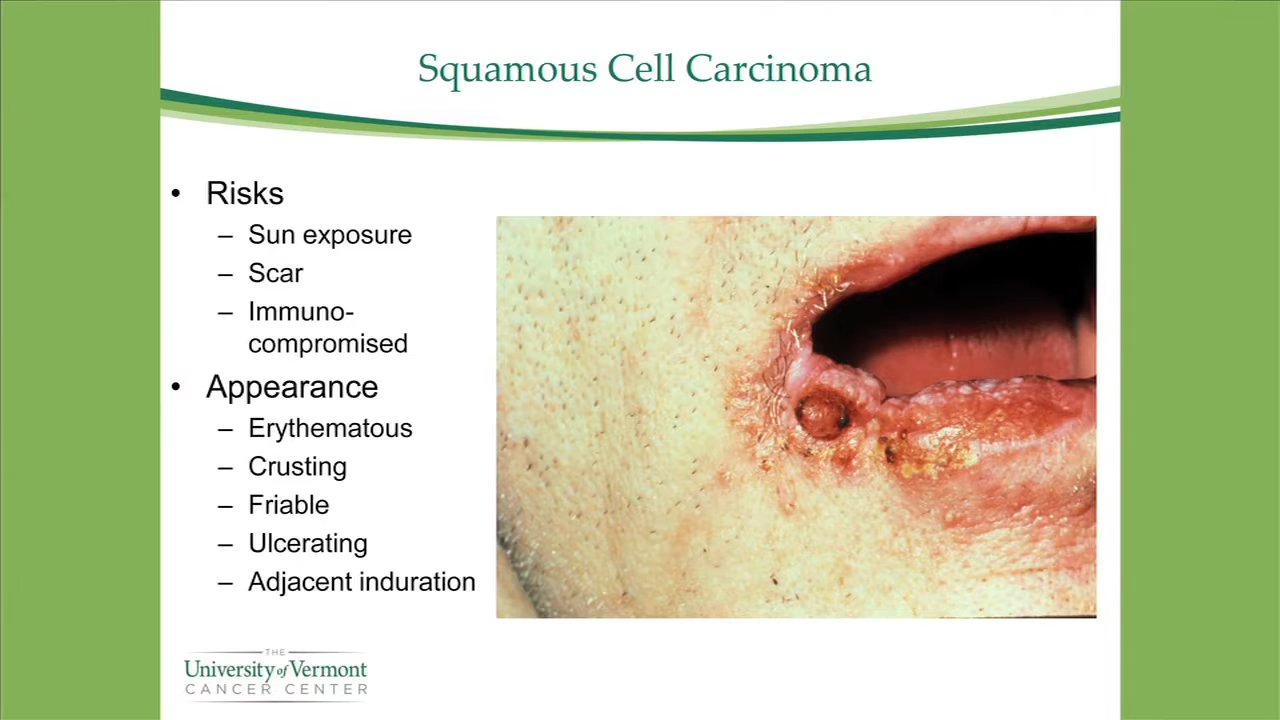 Squamous Cell Carcinoma
• Risks
– Sun exposure
– Scar
– Immuno-
compromised
• Appearance
– Erythematous
– Crusting
– Friable
– Ulcerating
– Adjacent induration
THE
University of Vermont
CANCER CENTER